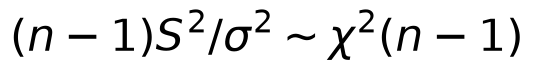 (n − 1)S²/σ² ~ χ²(n − 1)